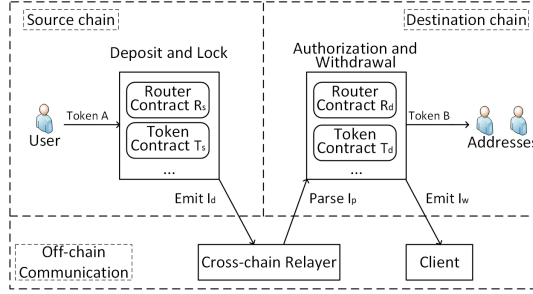 Source chain
Destination chain
Deposit and Lock
Authorization and
Withdrawal
Router
Contract Rs
Token
Contract Ts
...
Router
Contract Rd
Token
Contract Td
...
Token A
User
Token B
Addresses
Emit Id
Parse Ip
Emit Iw
Off-chain
Communication
Cross-chain Relayer
Client